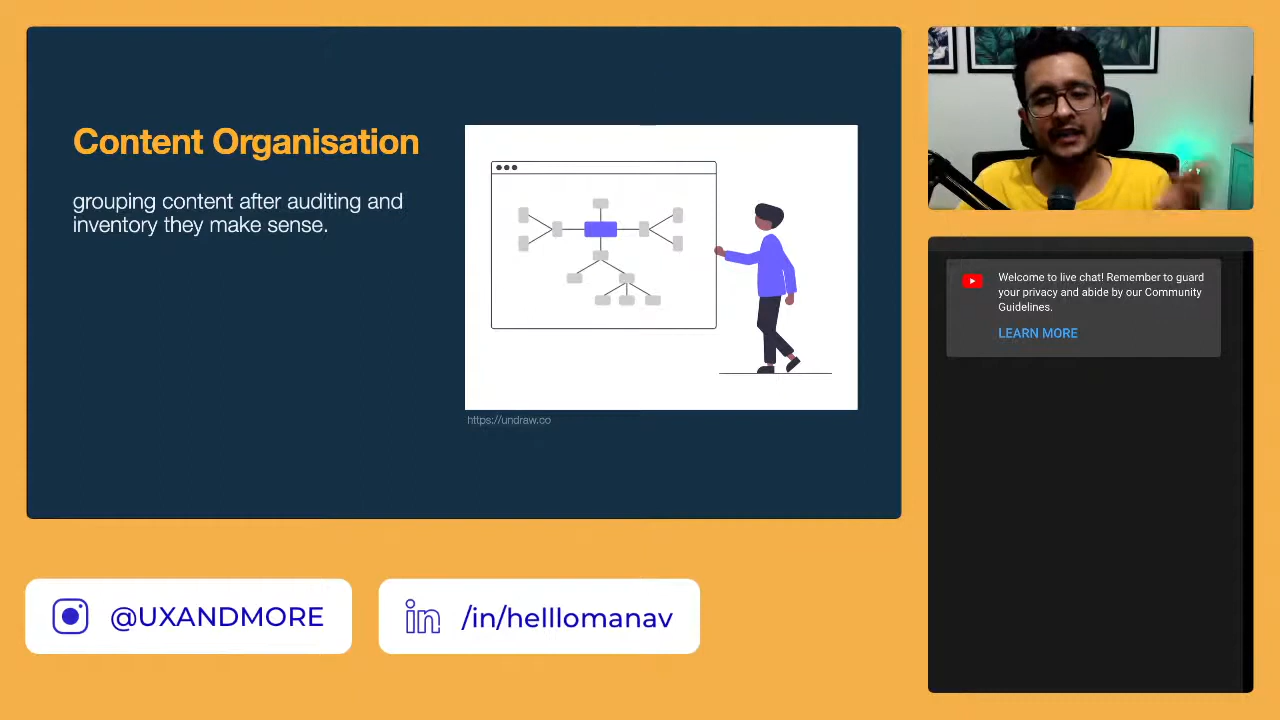 Content Organisation
grouping content after auditing and
inventory they make sense.
https://undraw.co
Welcome to live chat! Remember to guard
your privacy and abide by our Community
Guidelines.
LEARN MORE
@UXANDMORE
in /in/helllomanav